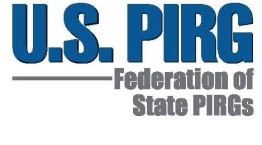 U.S. PIRG
Federation of
State PIRGs